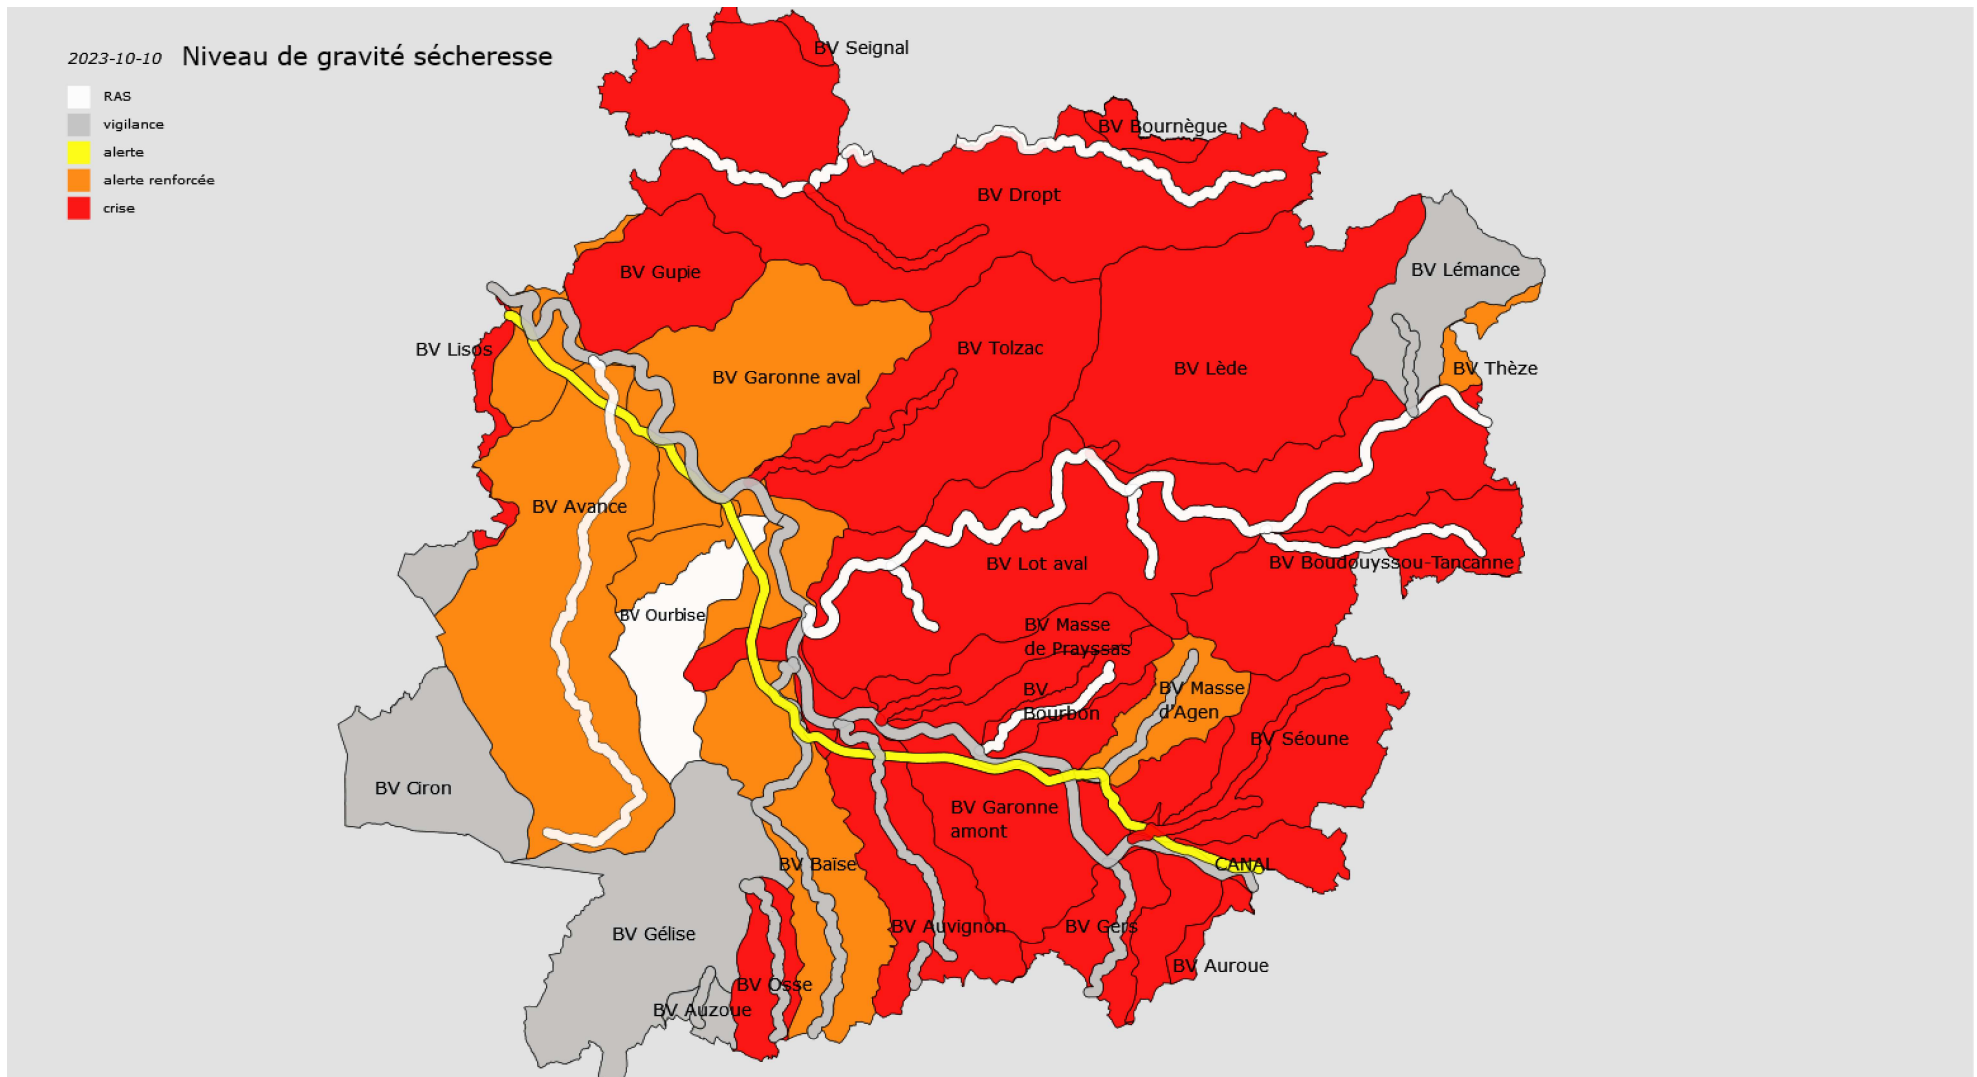 2023-10-10 Niveau de gravité sécheresse
RAS
vigilance
alerte
alerte renforcée
crise
BV Seignal
BV Bournègue
BV Dropt
BV Gupie
BV Lémance
BV Lisos
BV Tolzac
BV Lède
BV Thèze
BV Garonne aval
BV Avance
BV Lot aval
BV Boudouyssou-Tancanne
BV Ourbise
BV Masse
de Prayssas
BV
Bourbon
BV Masse
d'Agen
BV Séoune
BV Ciron
BV Garonne
amont
BV Baïse
CANAL
BV Gélise
BV Auvignon
BV Gers
BV Auroue
BV Osse
BV Auzoue